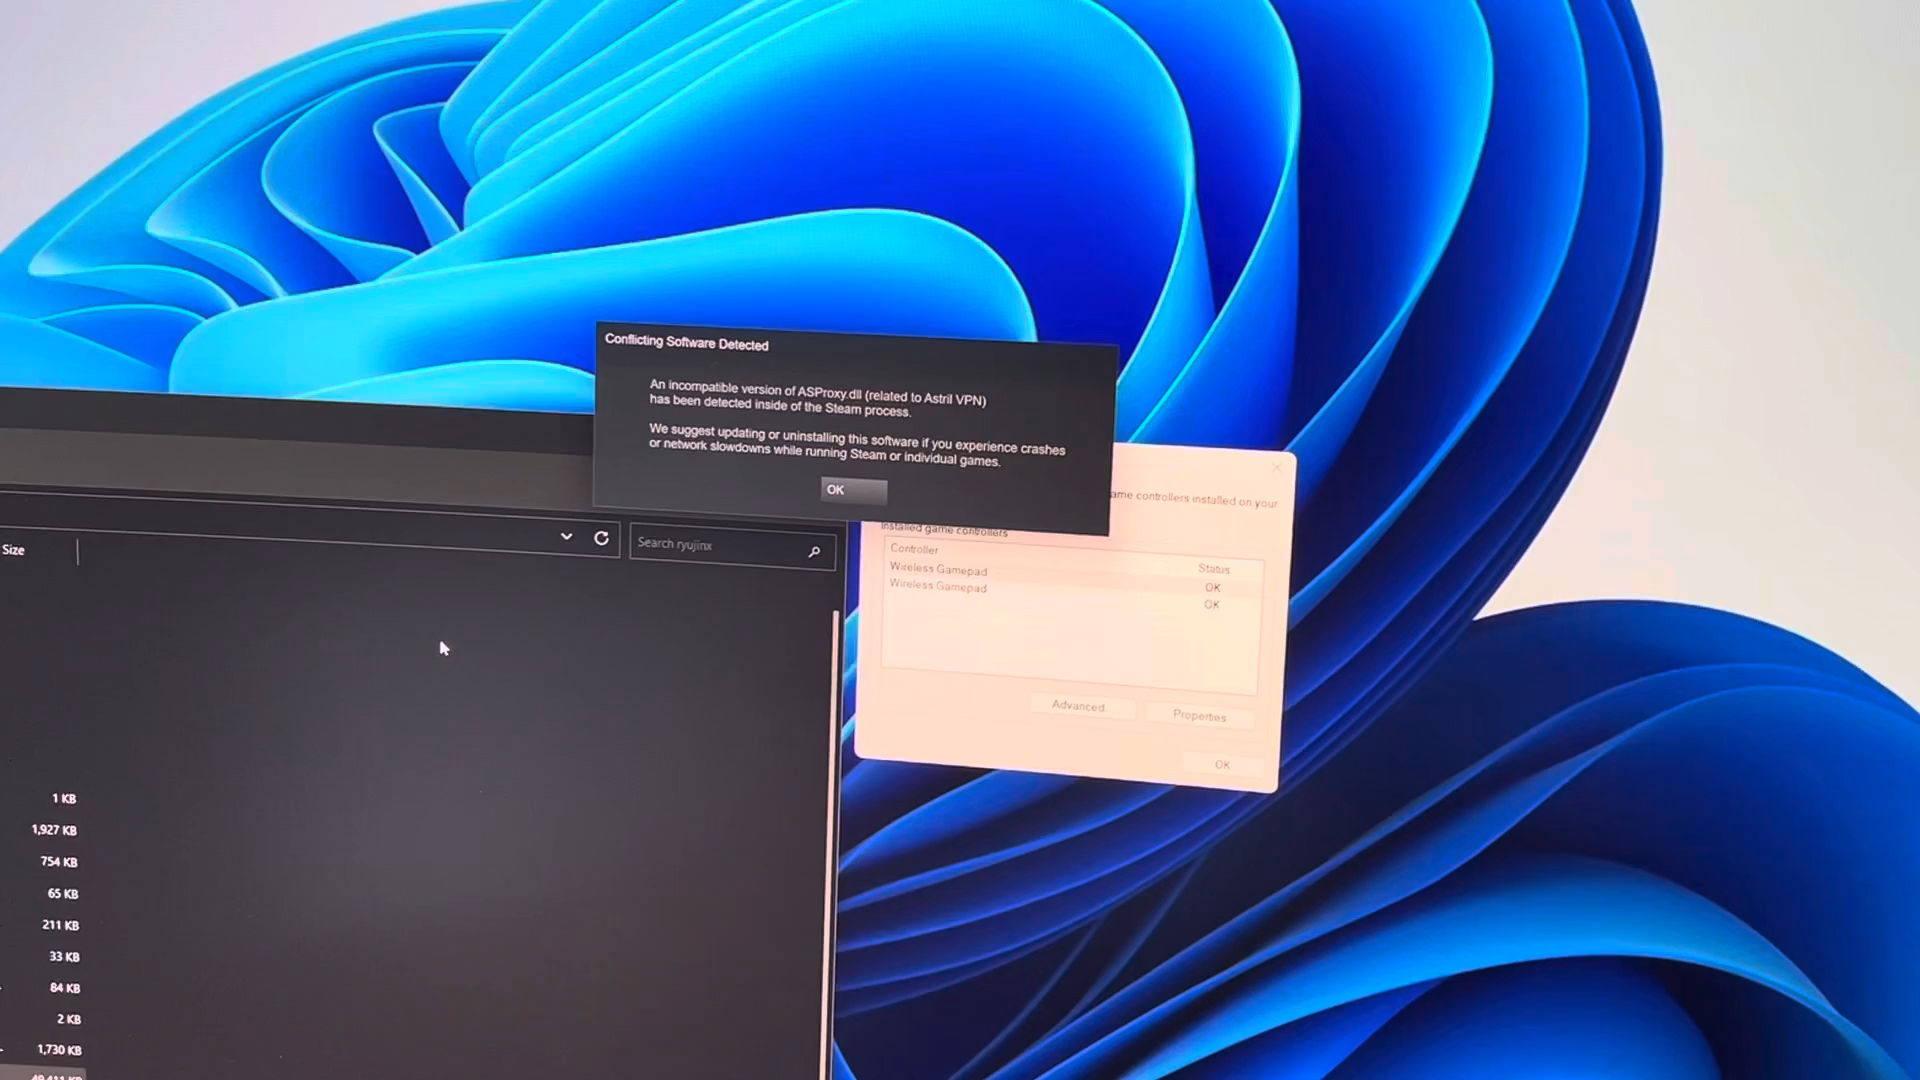 Conflicting Software Detected
An incompatible version of ASProxy.dll (related to Astril VPN)
has been detected inside of the Steam process.
We suggest updating or uninstalling this software if you experience crashes
or network slowdowns while running Steam or individual games.
OK
ame controllers installed on your
Installed game controllers
Controller
Status
Wireless Gamepad
OK
Wireless Gamepad
OK
Advanced...
Properties
OK
Search ryujinx
Size
1 KB
1,927 KB
754 KB
65 KB
211 KB
33 KB
84 KB
2 KB
1,730 KB